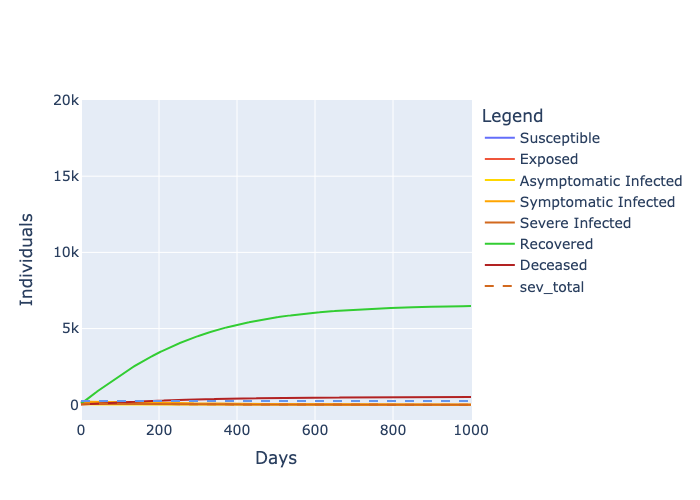 20k
15k
10k
5k
0
0
200
400
600
800
1000
Individuals
Days
Legend
Susceptible
Exposed
Asymptomatic Infected
Symptomatic Infected
Severe Infected
Recovered
Deceased
sev_total